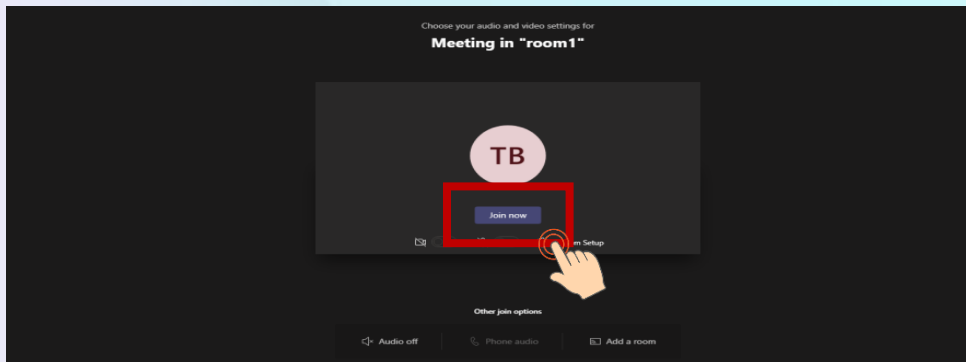 Choose your audio and video settings for
Meeting in "room1"
TB
Join now
m Setup
Other join options
Audio off
Phone audio
Add a room